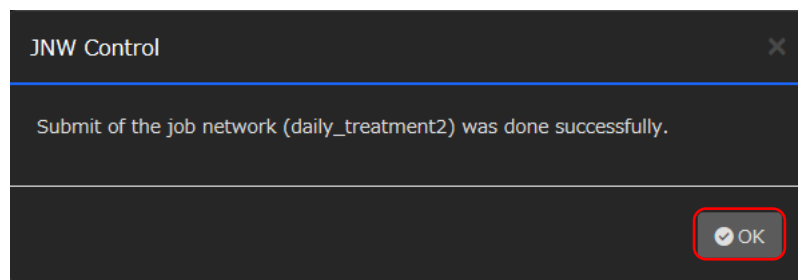 JNW Control
Submit of the job network (daily_treatment2) was done successfully.
OK